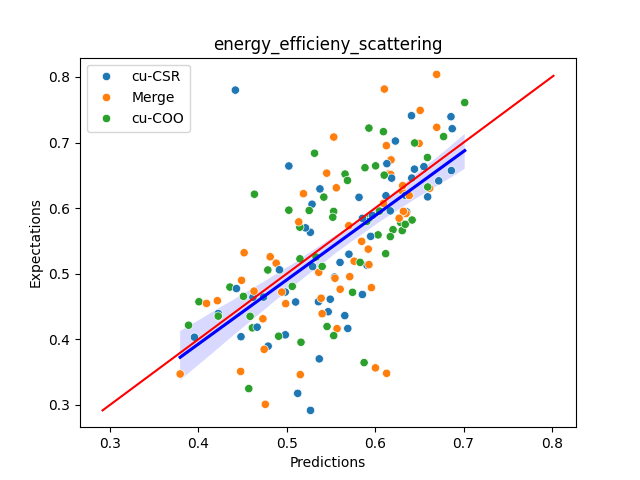 energy_efficieny_scattering
cu-CSR
Merge
cu-COO
Expectations
0.8
0.7
0.6
0.5
0.4
0.3
0.3 0.4 0.5 0.6 0.7 0.8
Predictions